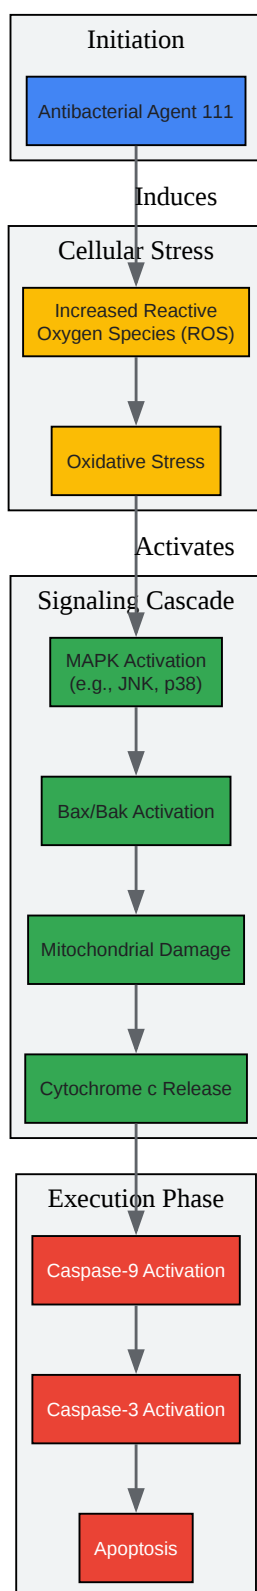 Initiation
Antibacterial Agent 111
Induces
Cellular Stress
Increased Reactive
Oxygen Species (ROS)
Oxidative Stress
Activates
Signaling Cascade
MAPK Activation
(e.g., JNK, p38)
Bax/Bak Activation
Mitochondrial Damage
Cytochrome c Release
Execution Phase
Caspase-9 Activation
Caspase-3 Activation
Apoptosis